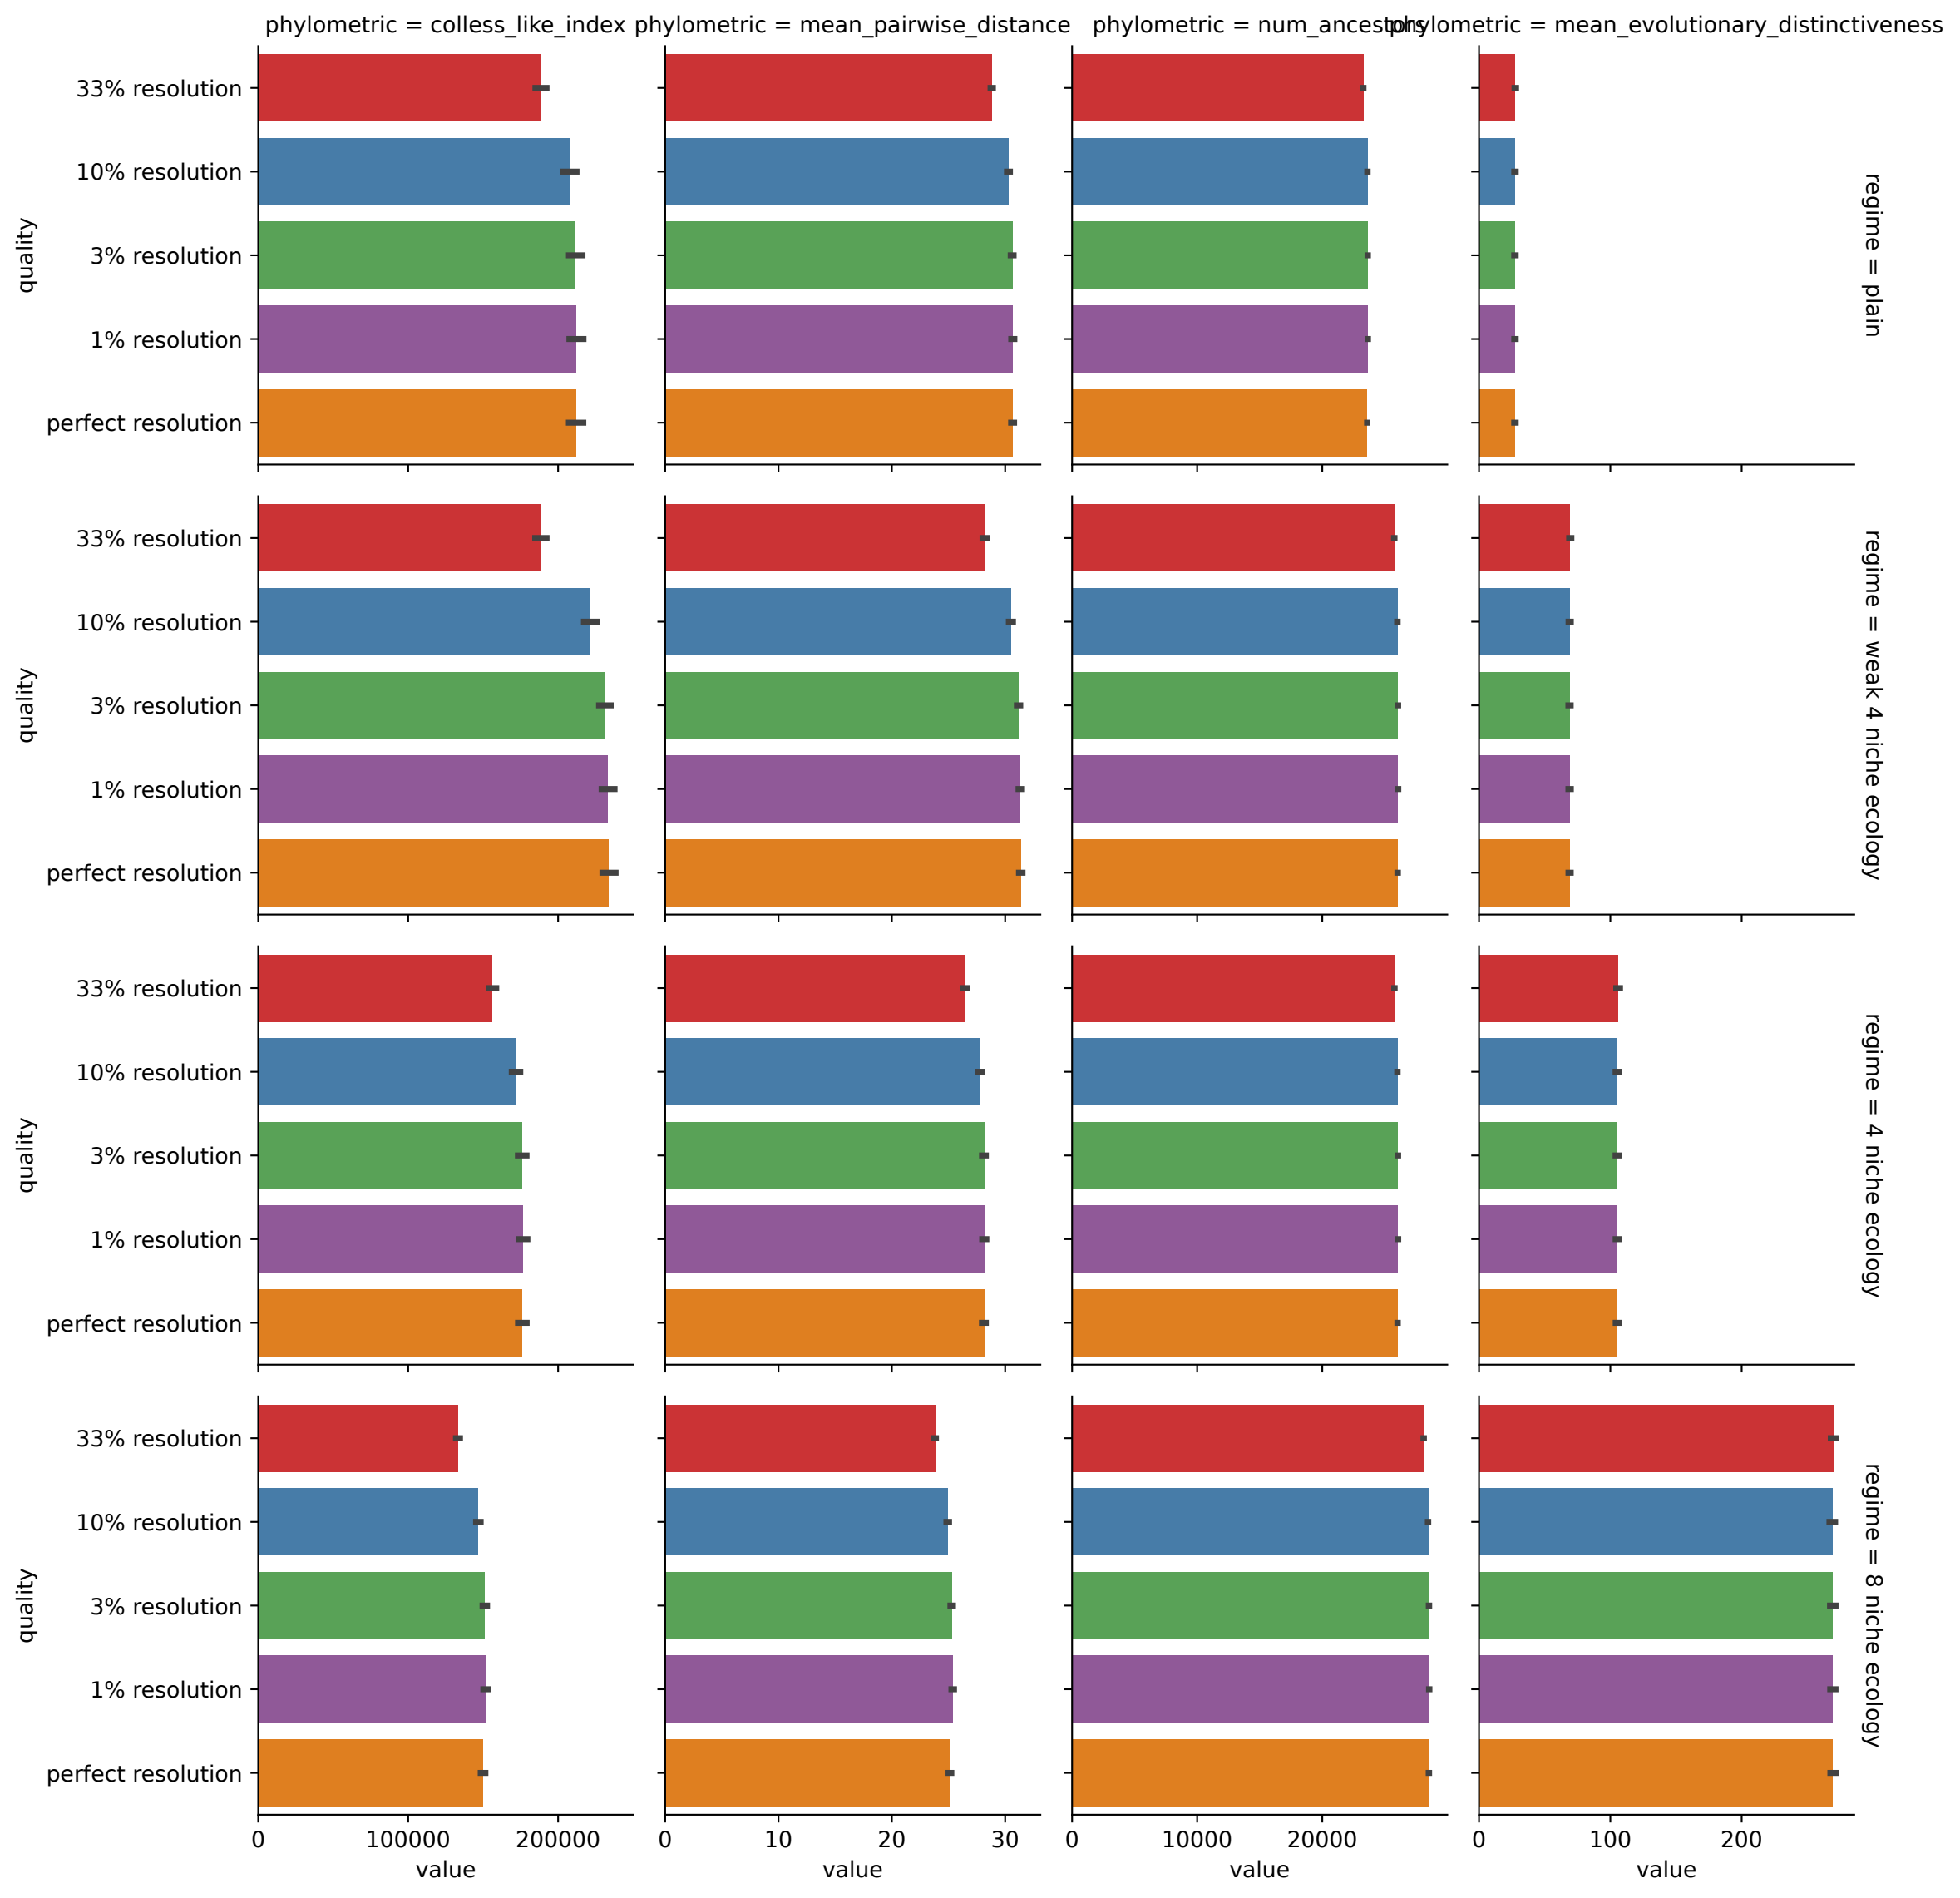 phylometric = colless_like_index
phylometric = mean_pairwise_distance
phylometric = num_ancestors
phylometric = mean_evolutionary_distinctiveness
quality
33% resolution
10% resolution
3% resolution
1% resolution
perfect resolution
regime = plain
quality
33% resolution
10% resolution
3% resolution
1% resolution
perfect resolution
regime = weak 4 niche ecology
quality
33% resolution
10% resolution
3% resolution
1% resolution
perfect resolution
regime = 4 niche ecology
quality
33% resolution
10% resolution
3% resolution
1% resolution
perfect resolution
regime = 8 niche ecology
0 100000 200000
value
0 10 20 30
value
0 10000 20000
value
0 100 200
value